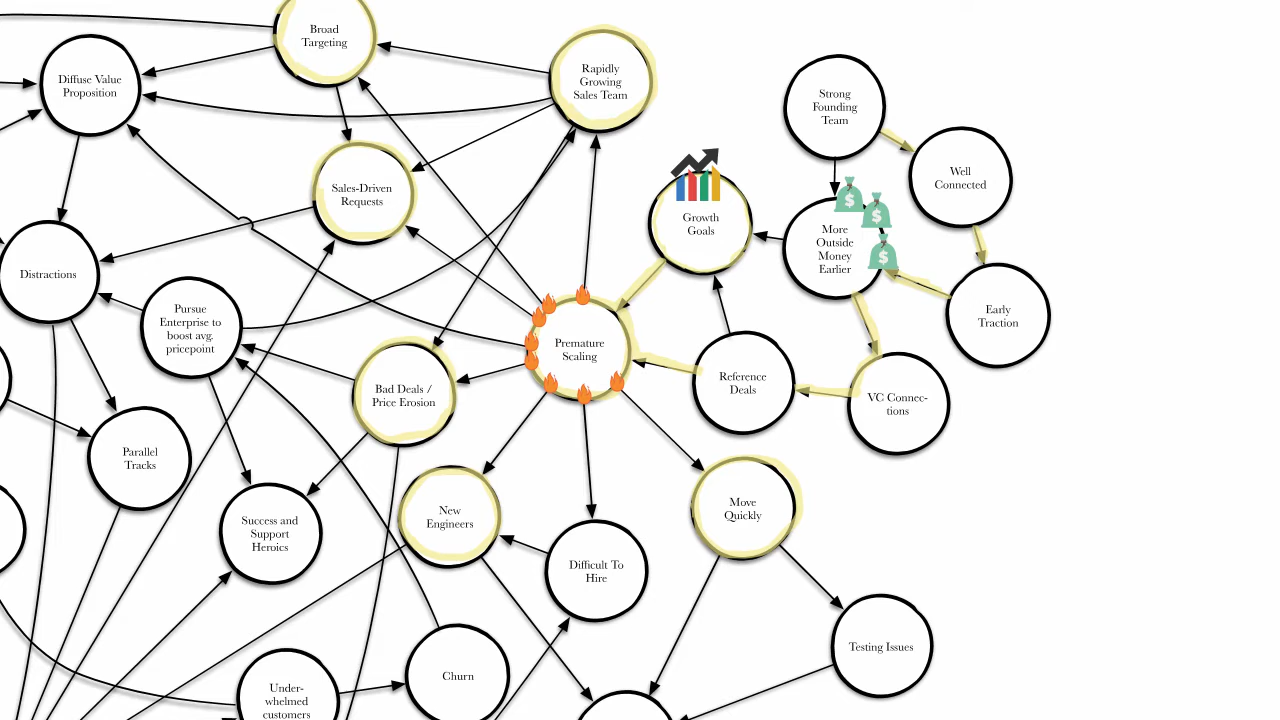 Broad
Targeting
Diffuse Value
Proposition
Rapidly
Growing
Sales Team
Strong
Founding
Team
Well
Connected
Sales-Driven
Requests
Growth
Goals
More
Outside
Money
Earlier
$
$
$
Distractions
Pursue
Enterprise to
boost avg.
pricepoint
Early
Traction
Premature
Scaling
Bad Deals /
Price Erosion
Reference
Deals
VC Connec-
tions
Parallel
Tracks
Success and
Support
Heroics
New
Engineers
Move
Quickly
Difficult To
Hire
Testing Issues
Churn
Under-
whelmed
customers